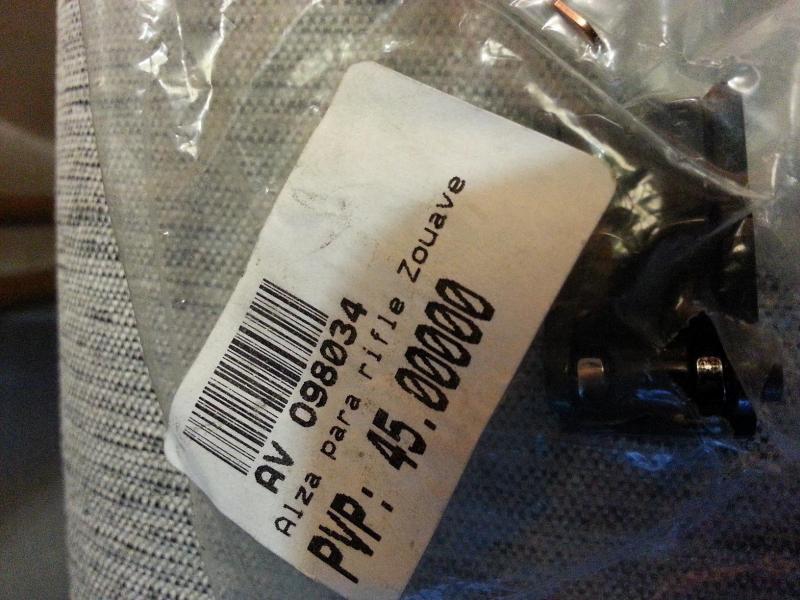 AV 098034
Alza para rifle Zouave
PVP: 45.00000